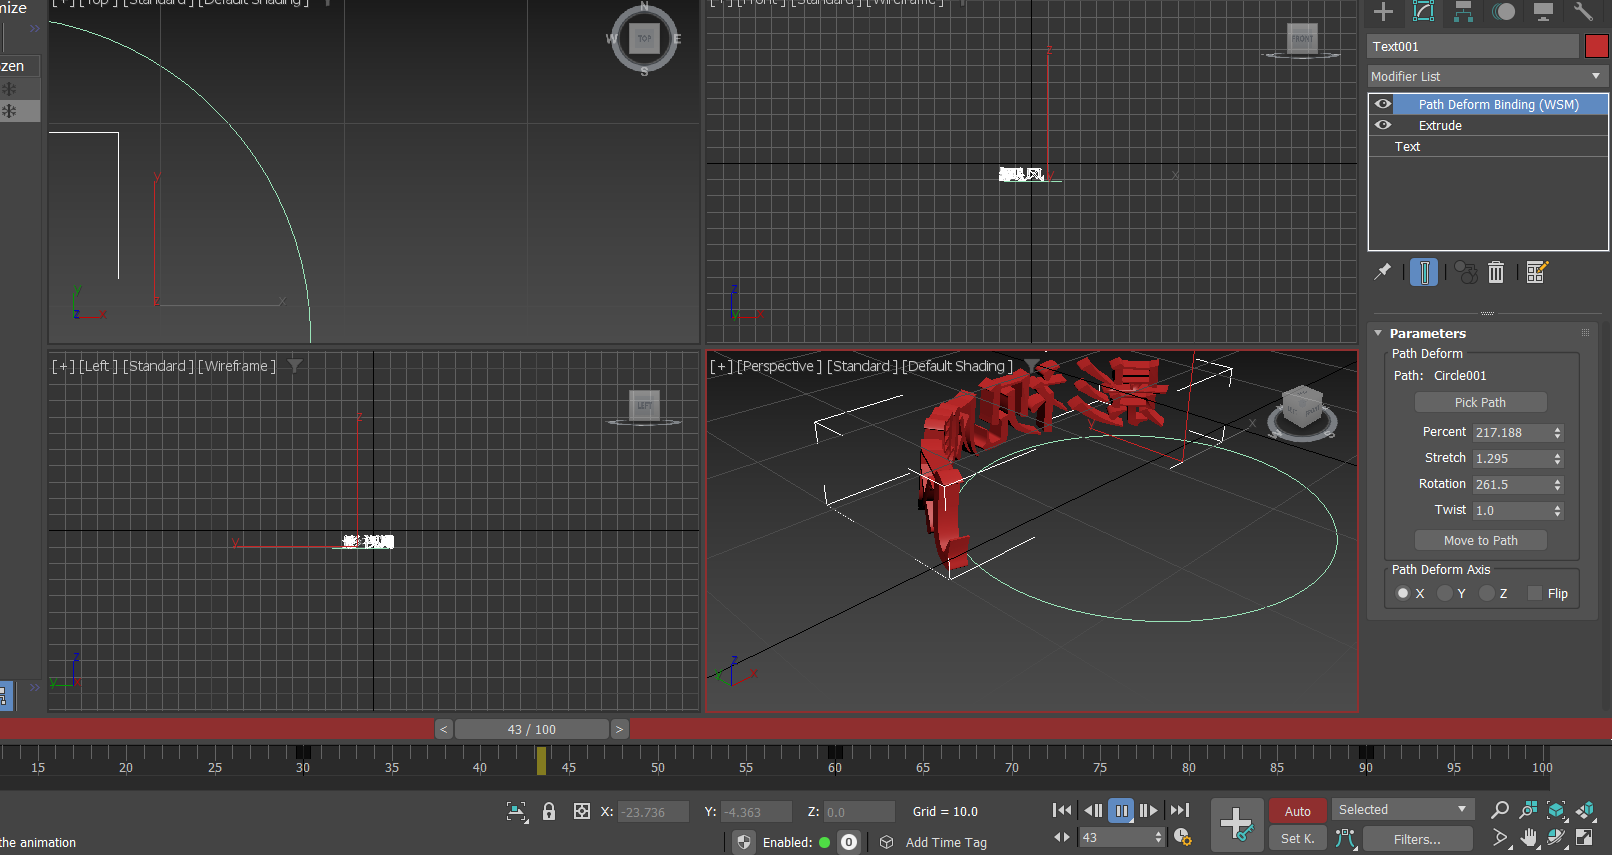 mize
[+] [Top] [Standard] [Default Shading]
[+] [Front] [Standard] [Wireframe]
N
W
TOP
E
S
FRONT
ozen
Text001
Modifier List
Path Deform Binding (WSM)
Extrude
Text
y
z
x
y
z
x
z
y
x
z
y
x
Parameters
Path Deform
Path: Circle001
Pick Path
Percent 217.188
Stretch 1.295
Rotation 261.5
Twist 1.0
Move to Path
Path Deform Axis
X Y Z Flip
[+] [Left] [Standard] [Wireframe]
LEFT
z
y
z
y
x
[+] [Perspective] [Standard] [Default Shading]
y
x
z
x
< 43 / 100 >
15 20 25 30 35 40 45 50 55 60 65 70 75 80 85 90 95 100
X: -23.736 Y: -4.363 Z: 0.0 Grid = 10.0
Auto Selected
43
Set K. Filters...
the animation
Enabled: 0 Add Time Tag